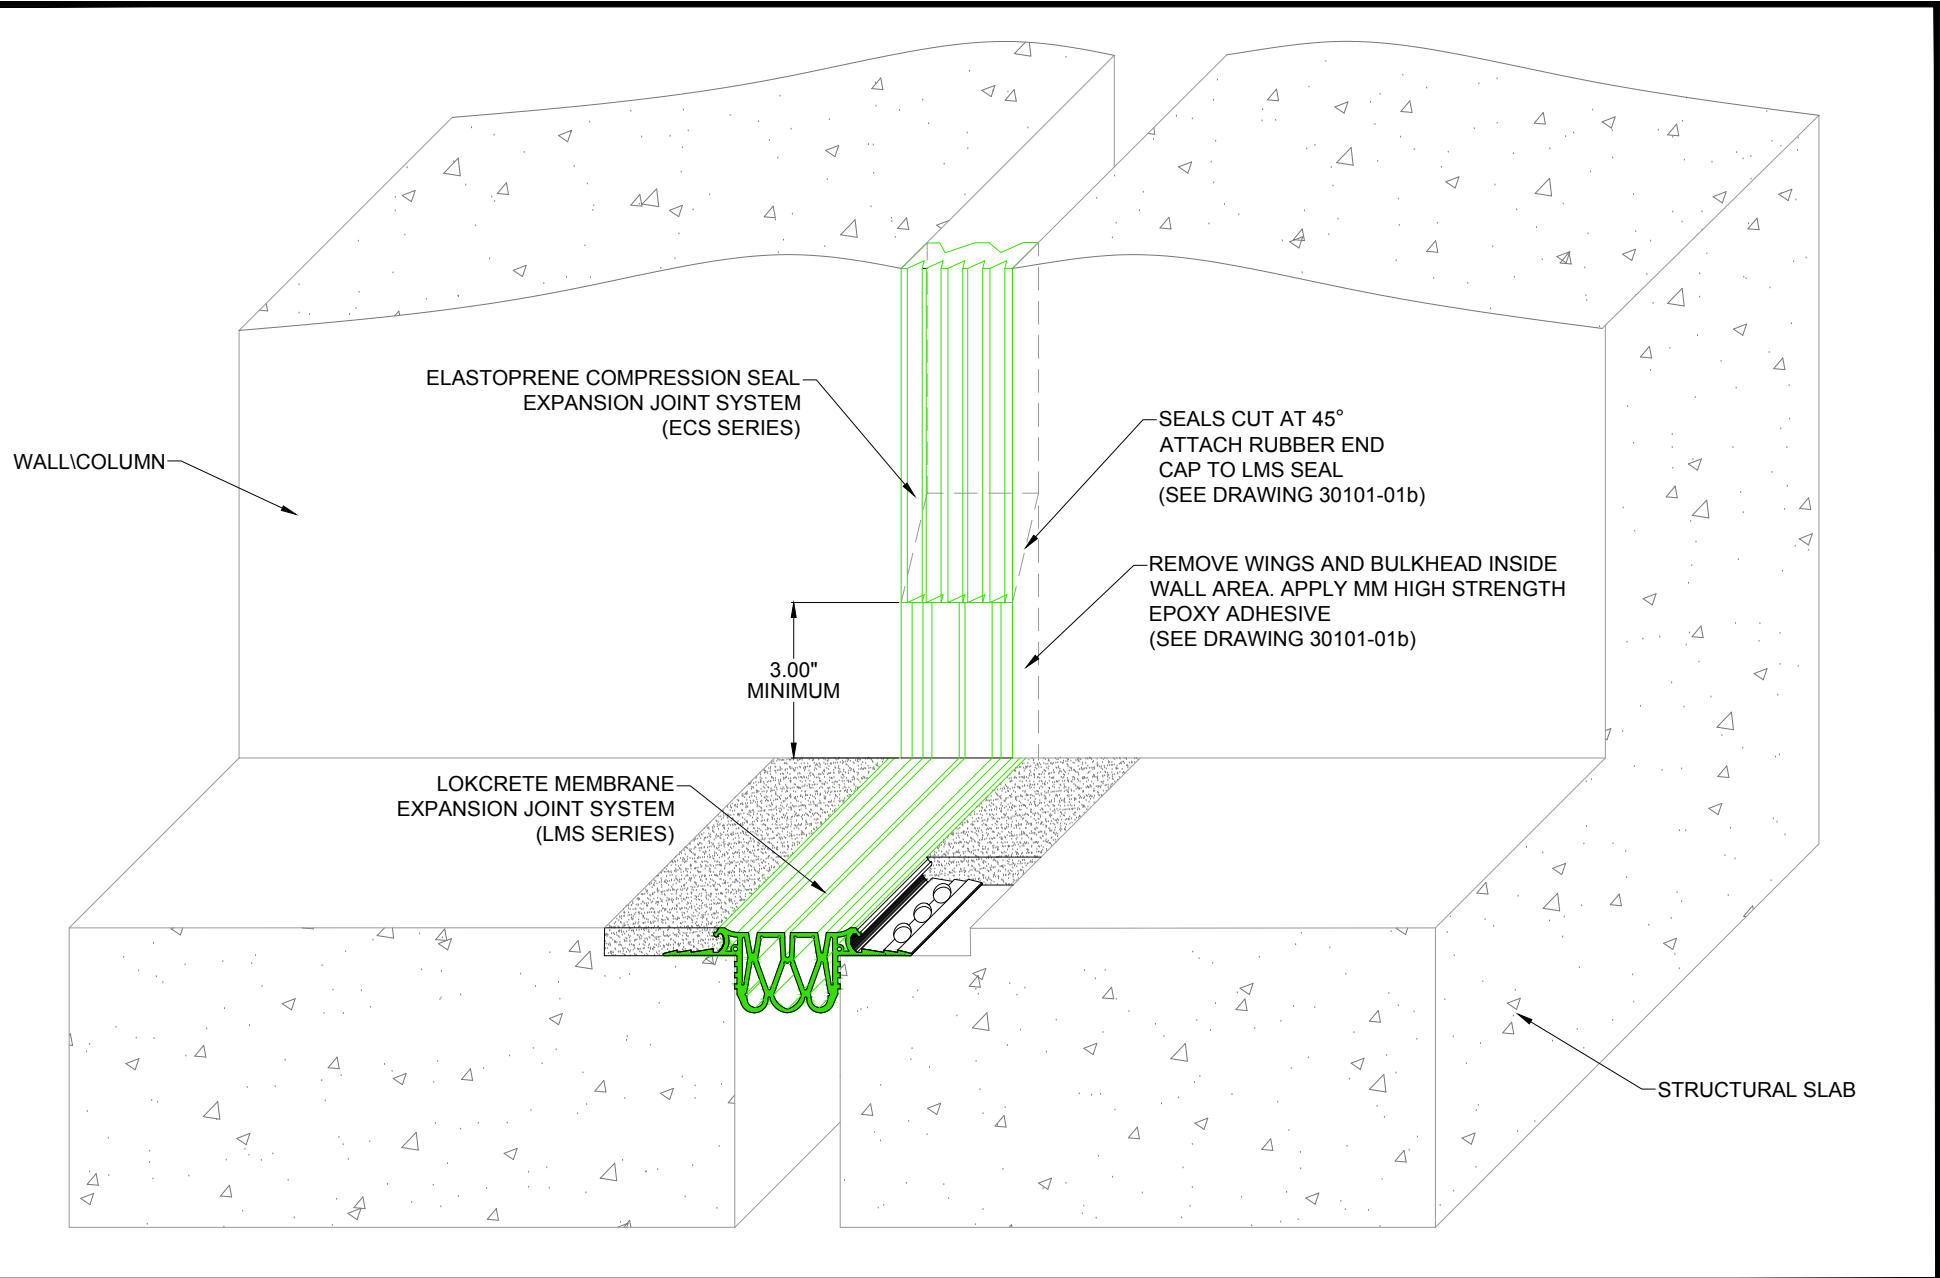 ELASTOPRENE COMPRESSION SEAL
EXPANSION JOINT SYSTEM
(ECS SERIES)
WALL\COLUMN
SEALS CUT AT 45°
ATTACH RUBBER END
CAP TO LMS SEAL
(SEE DRAWING 30101-01b)
REMOVE WINGS AND BULKHEAD INSIDE
WALL AREA. APPLY MM HIGH STRENGTH
EPOXY ADHESIVE
(SEE DRAWING 30101-01b)
3.00"
MINIMUM
LOKCRETE MEMBRANE
EXPANSION JOINT SYSTEM
(LMS SERIES)
STRUCTURAL SLAB